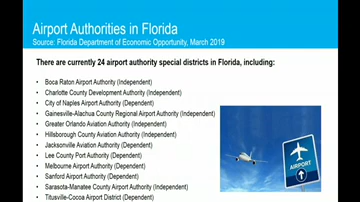 Airport Authorities in Florida
Source: Florida Department of Economic Opportunity, March 2019
There are currently 24 airport authority special districts in Florida, including:
• Boca Raton Airport Authority (Independent)
• Charlotte County Development Authority (Independent)
• City of Naples Airport Authority (Dependent)
• Gainesville-Alachua County Regional Airport Authority (Independent)
• Greater Orlando Aviation Authority (Dependent)
• Hillsborough County Aviation Authority (Independent)
• Jacksonville Aviation Authority (Dependent)
• Lee County Port Authority (Dependent)
• Melbourne Airport Authority (Dependent)
• Sanford Airport Authority (Dependent)
• Sarasota-Manatee County Airport Authority (Independent)
• Titusville-Cocoa Airport District (Dependent)
AIRPORT